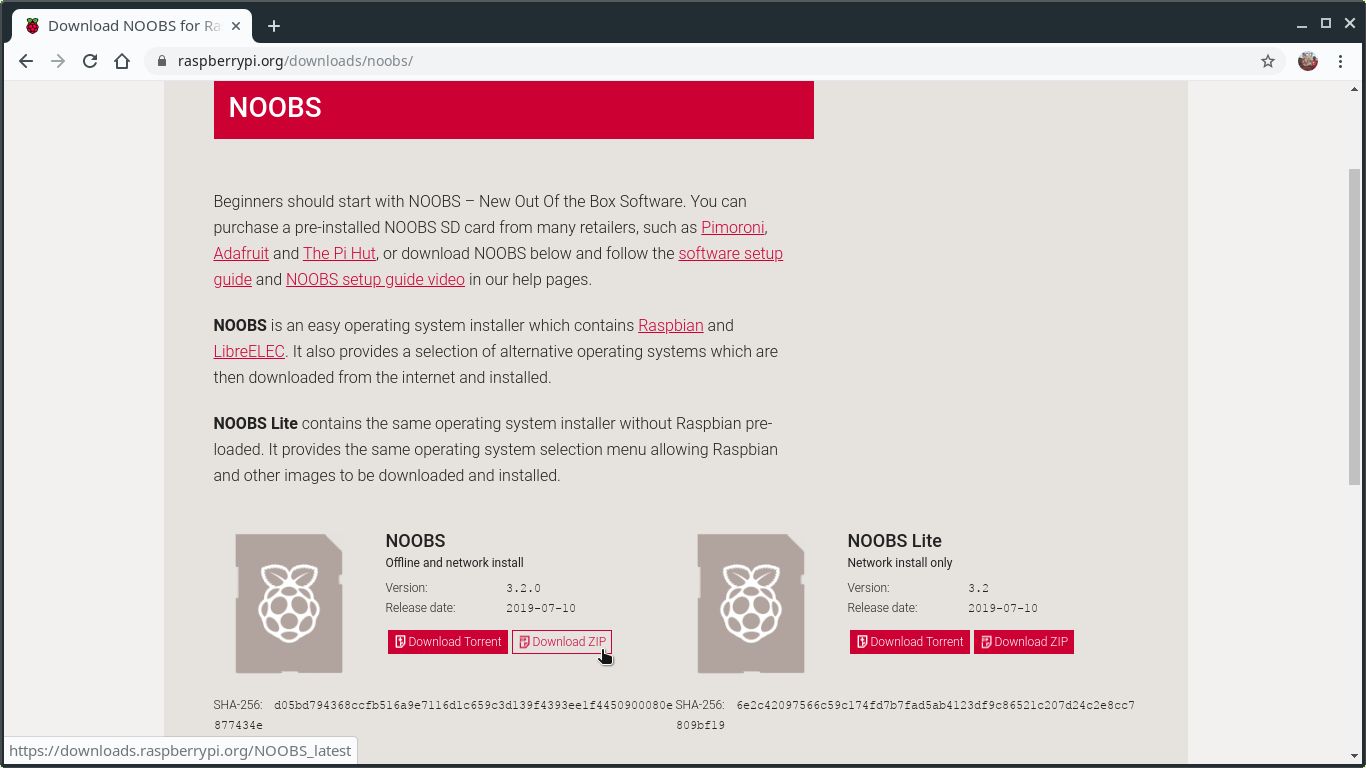 Download NOOBS for Ra
raspberrypi.org/downloads/noobs/
NOOBS
Beginners should start with NOOBS – New Out Of the Box Software. You can
purchase a pre-installed NOOBS SD card from many retailers, such as Pimoroni,
Adafruit and The Pi Hut, or download NOOBS below and follow the software setup
guide and NOOBS setup guide video in our help pages.
NOOBS is an easy operating system installer which contains Raspbian and
LibreELEC. It also provides a selection of alternative operating systems which are
then downloaded from the internet and installed.
NOOBS Lite contains the same operating system installer without Raspbian pre-
loaded. It provides the same operating system selection menu allowing Raspbian
and other images to be downloaded and installed.
NOOBS
Offline and network install
Version: 3.2.0
Release date: 2019-07-10
Download Torrent Download ZIP
SHA-256: d05bd794368ccfb516a9e7116d1c659c3d139f4393ee1f4450900080e
877434e
NOOBS Lite
Network install only
Version: 3.2
Release date: 2019-07-10
Download Torrent Download ZIP
SHA-256: 6e2c42097566c59c174fd7b7fad5ab4123df9c86521c207d24c2e8cc7
809bf19
https://downloads.raspberrypi.org/NOOBS_latest